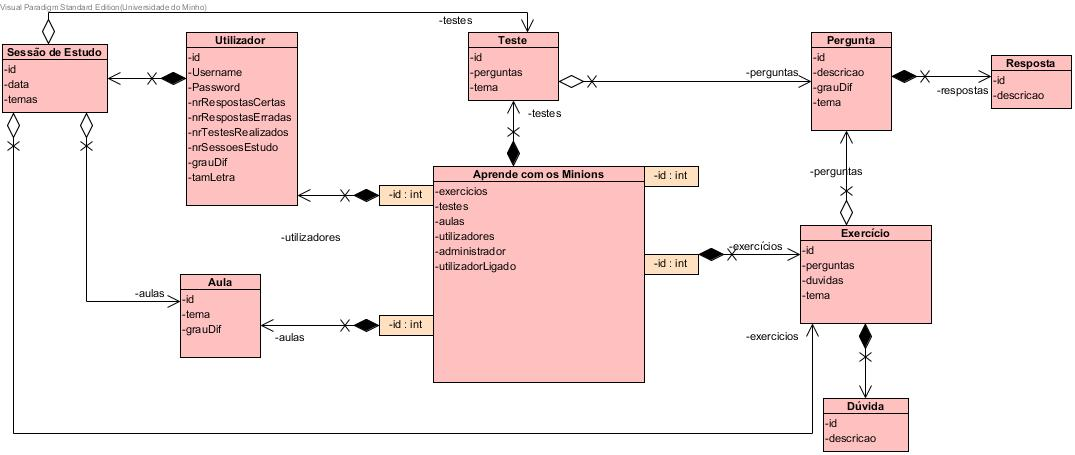 Visual Paradigm Standard Edition(Universidade do Minho)
-testes
Sessão de Estudo
-id
-data
-temas
Utilizador
-id
-Username
-Password
-nrRespostasCertas
-nrRespostasErradas
-nrTestesRealizados
-nrSessoesEstudo
-grauDif
-tamLetra
Teste
-id
-perguntas
-tema
-perguntas
Pergunta
-id
-descricao
-grauDif
-tema
-respostas
Resposta
-id
-descricao
-testes
-perguntas
Aprende com os Minions
-exercicios
-testes
-aulas
-utilizadores
-administrador
-utilizadorLigado
-id : int
-id : int
-id : int
-id : int
-utilizadores
-exercícios
Exercício
-id
-perguntas
-duvidas
-tema
-aulas
Aula
-id
-tema
-grauDif
-aulas
-exercicios
Dúvida
-id
-descricao